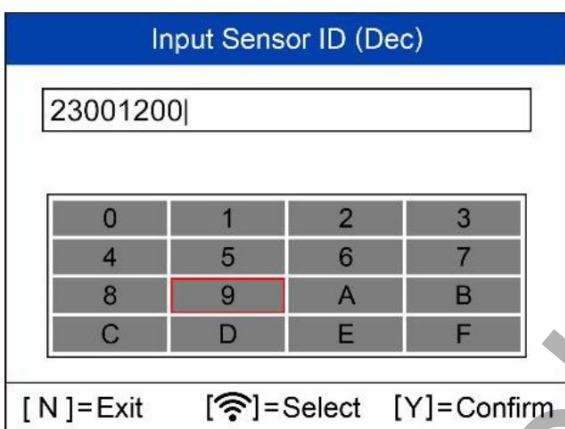 Input Sensor ID (Dec)
23001200
0 1 2 3
4 5 6 7
8 9 A B
C D E F
[ N ]=Exit []=Select [Y]=Confirm